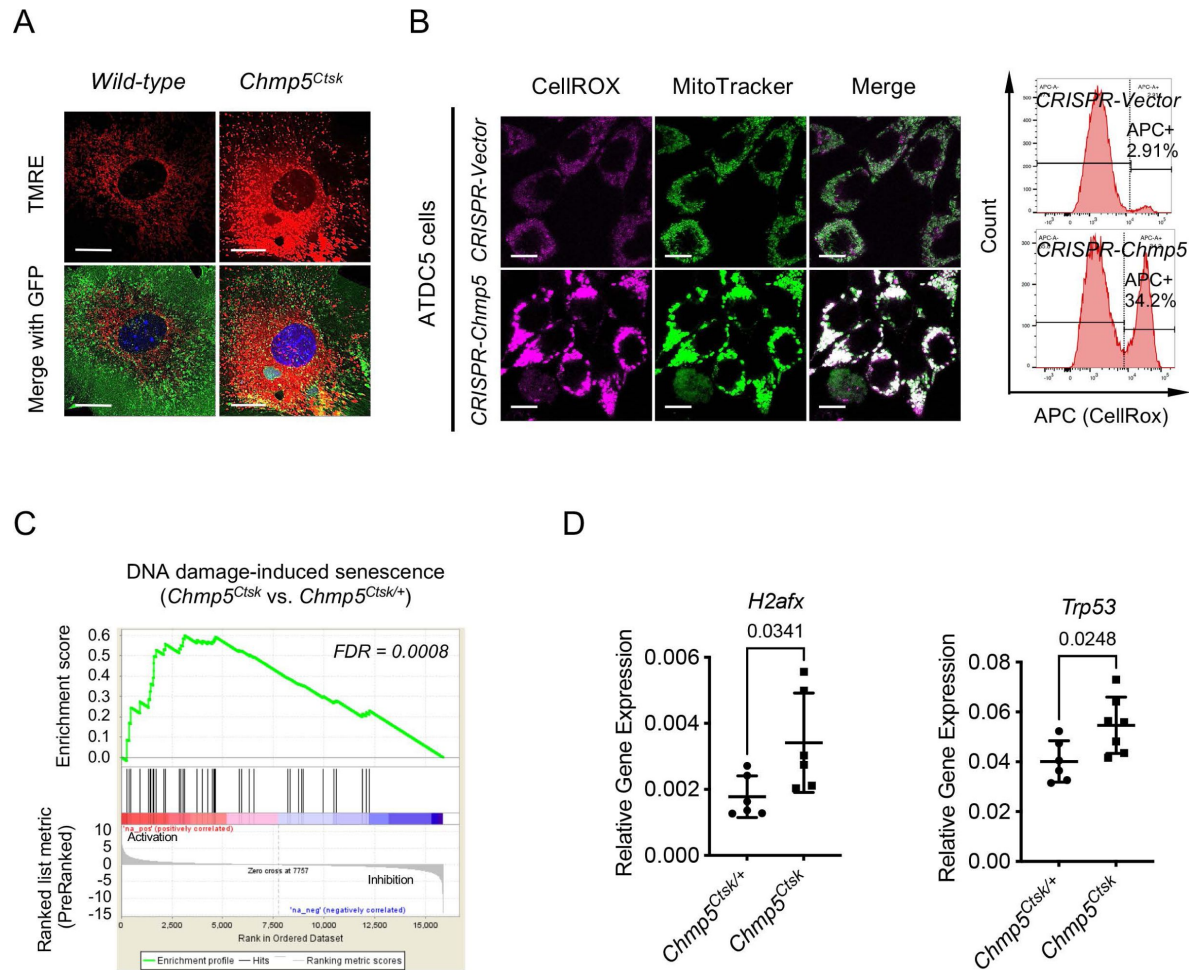 A
Wild-type
Chmp5Ctsk
TMRE
Merge with GFP
B
CellROX
MitoTracker
Merge
ATDC5 cells
CRISPR-Vector
CRISPR-Chmp5
APC-A-
CRISPR-Vector
APC+
2.91%
APC-A-
APC-A+
CRISPR-Chmp5
APC+
34.2%
Count
APC (CellRox)
C
DNA damage-induced senescence
(Chmp5Ctsk vs. Chmp5Ctsk/+)
FDR = 0.0008
Enrichment score
0.6
0.5
0.4
0.3
0.2
0.1
0.0
'na_pos' (positively correlated)
Activation
Zero cross at 7757
Inhibition
'na_neg' (negatively correlated)
Ranked list metric
(PreRanked)
10
5
0
-5
-10
-15
0 2,500 5,000 7,500 10,000 12,500 15,000
Rank in Ordered Dataset
Enrichment profile Hits Ranking metric scores
D
H2afx
0.0341
Relative Gene Expression
0.006
0.004
0.002
0.000
Chmp5Ctsk/+
Chmp5Ctsk
Trp53
0.0248
Relative Gene Expression
0.08
0.06
0.04
0.02
0.00
Chmp5Ctsk/+
Chmp5Ctsk